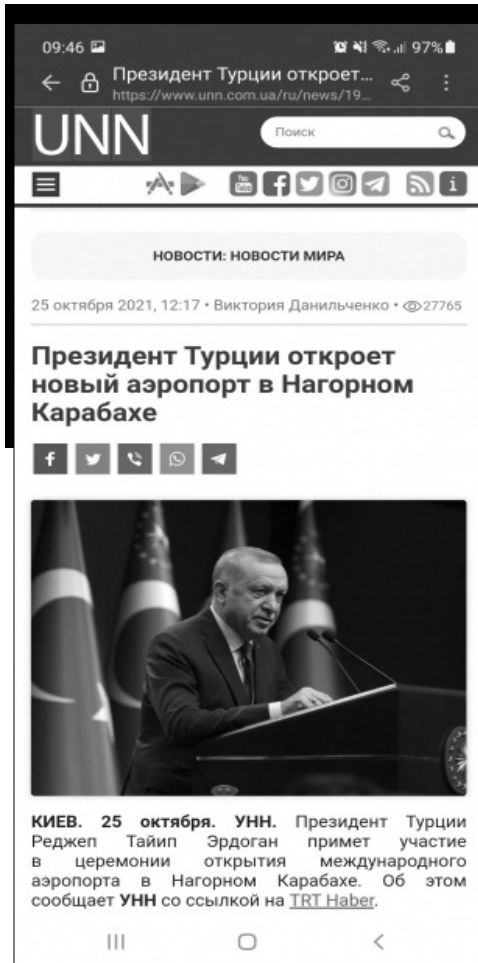 09:46 97%
Президент Турции откроет...
https://www.unn.com.ua/ru/news/19...
UNN
Поиск
You Tube
НОВОСТИ: НОВОСТИ МИРА
25 октября 2021, 12:17 • Виктория Данильченко • 27765
Президент Турции откроет
новый аэропорт в Нагорном
Карабахе
КИЕВ. 25 октября. УНН. Президент Турции
Реджеп Тайип Эрдоган примет участие
в церемонии открытия международного
аэропорта в Нагорном Карабахе. Об этом
сообщает УНН со ссылкой на TRT Haber.